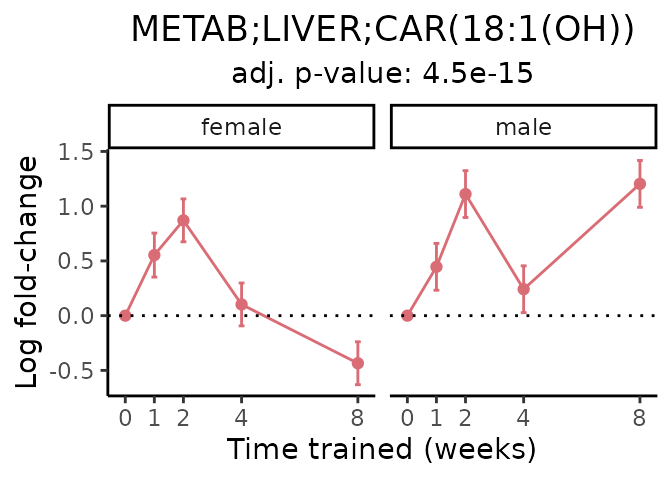 METAB;LIVER;CAR(18:1(OH))
adj. p-value: 4.5e-15
female male
Log fold-change
1.5
1.0
0.5
0.0
-0.5
0 1 2 4 8 0 1 2 4 8
Time trained (weeks)